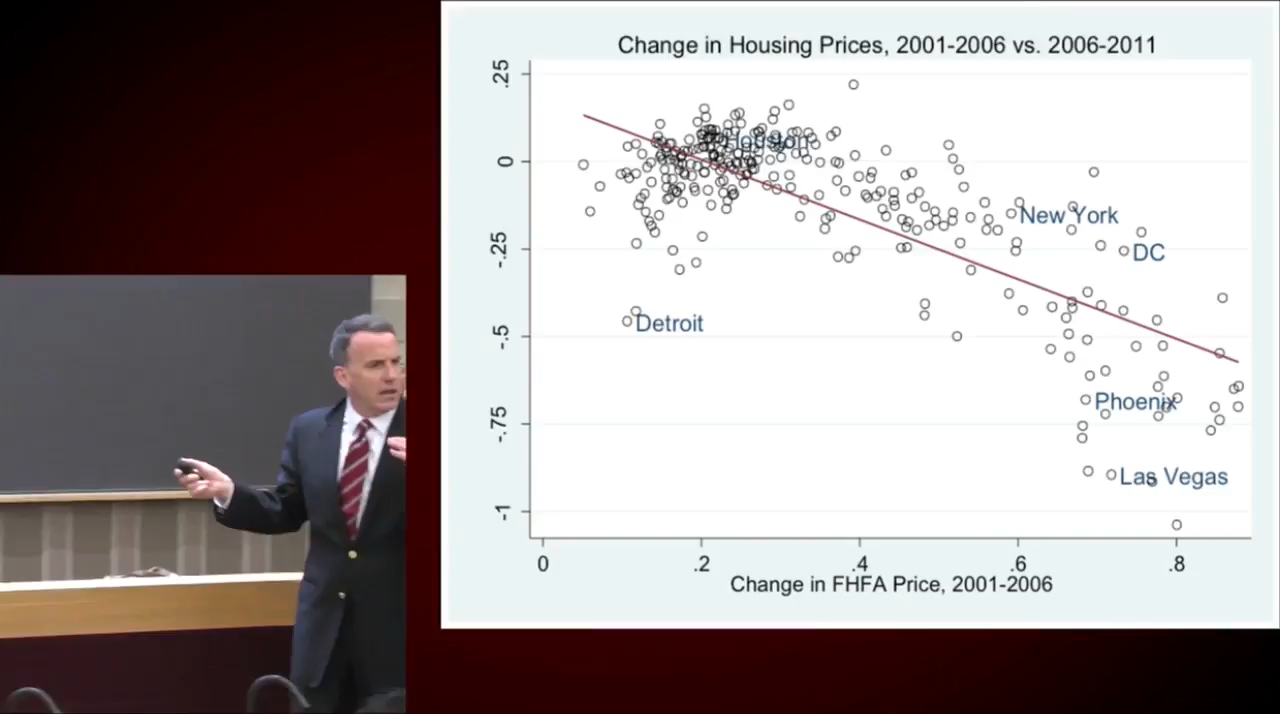 Change in Housing Prices, 2001-2006 vs. 2006-2011
.25
0
-.25
-.5
-.75
-1
Houston
New York
DC
Detroit
Phoenix
Las Vegas
0
.2
.4
.6
.8
Change in FHFA Price, 2001-2006